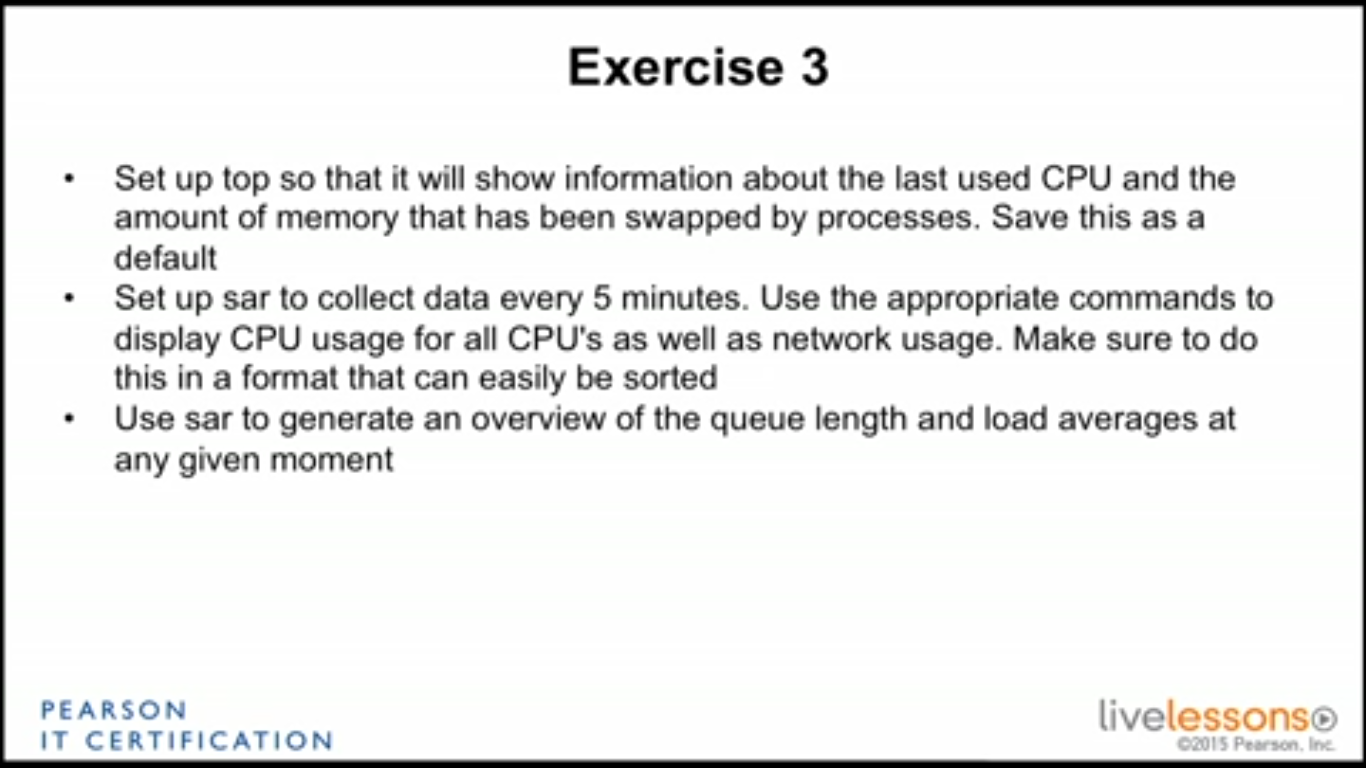 Exercise 3
• Set up top so that it will show information about the last used CPU and the
amount of memory that has been swapped by processes. Save this as a
default
• Set up sar to collect data every 5 minutes. Use the appropriate commands to
display CPU usage for all CPU's as well as network usage. Make sure to do
this in a format that can easily be sorted
• Use sar to generate an overview of the queue length and load averages at
any given moment
PEARSON
IT CERTIFICATION
livelessons
©2015 Pearson, Inc.